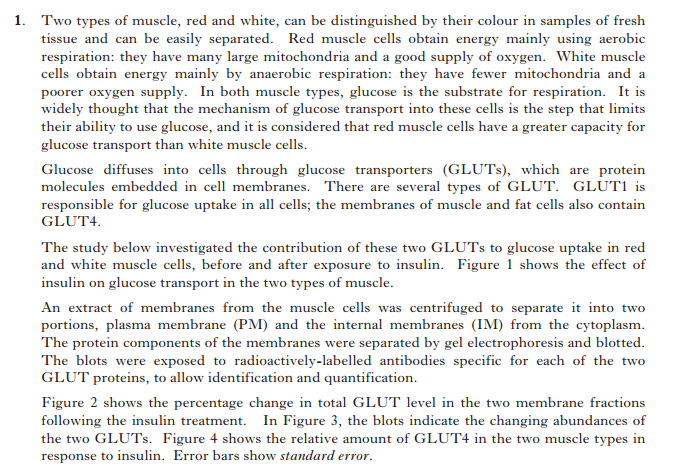 1. Two types of muscle, red and white, can be distinguished by their colour in samples of fresh
tissue and can be easily separated. Red muscle cells obtain energy mainly using aerobic
respiration: they have many large mitochondria and a good supply of oxygen. White muscle
cells obtain energy mainly by anaerobic respiration: they have fewer mitochondria and a
poorer oxygen supply. In both muscle types, glucose is the substrate for respiration. It is
widely thought that the mechanism of glucose transport into these cells is the step that limits
their ability to use glucose, and it is considered that red muscle cells have a greater capacity for
glucose transport than white muscle cells.
Glucose diffuses into cells through glucose transporters (GLUTs), which are protein
molecules embedded in cell membranes. There are several types of GLUT. GLUT1 is
responsible for glucose uptake in all cells; the membranes of muscle and fat cells also contain
GLUT4.
The study below investigated the contribution of these two GLUTs to glucose uptake in red
and white muscle cells, before and after exposure to insulin. Figure 1 shows the effect of
insulin on glucose transport in the two types of muscle.
An extract of membranes from the muscle cells was centrifuged to separate it into two
portions, plasma membrane (PM) and the internal membranes (IM) from the cytoplasm.
The protein components of the membranes were separated by gel electrophoresis and blotted.
The blots were exposed to radioactively-labelled antibodies specific for each of the two
GLUT proteins, to allow identification and quantification.
Figure 2 shows the percentage change in total GLUT level in the two membrane fractions
following the insulin treatment. In Figure 3, the blots indicate the changing abundances of
the two GLUTs. Figure 4 shows the relative amount of GLUT4 in the two muscle types in
response to insulin. Error bars show standard error.